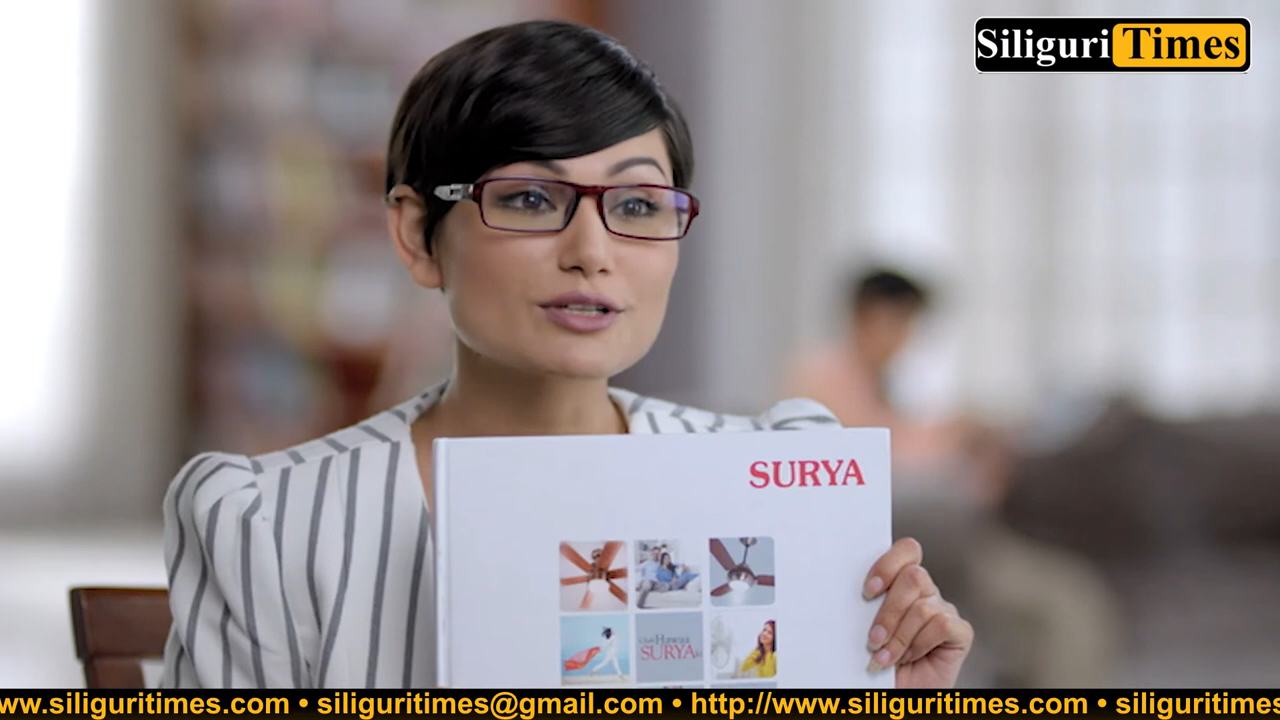 Siliguri Times
SURYA
SURYA
www.siliguritimes.com • siliguritimes@gmail.com • http://www.siliguritimes.com • siliguritimes